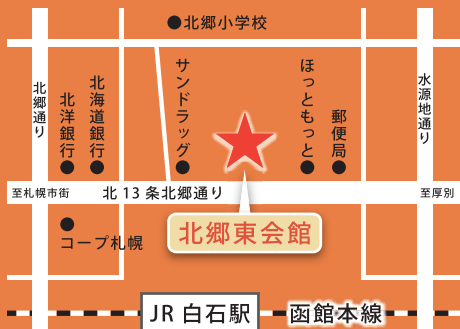 北郷小学校
北郷通り
北洋銀行
北海道銀行
サンドラッグ
ほっともっと
郵便局
水源地通り
至札幌市街
北13条北郷通り
至厚別
コープ札幌
北郷東会館
JR白石駅
函館本線